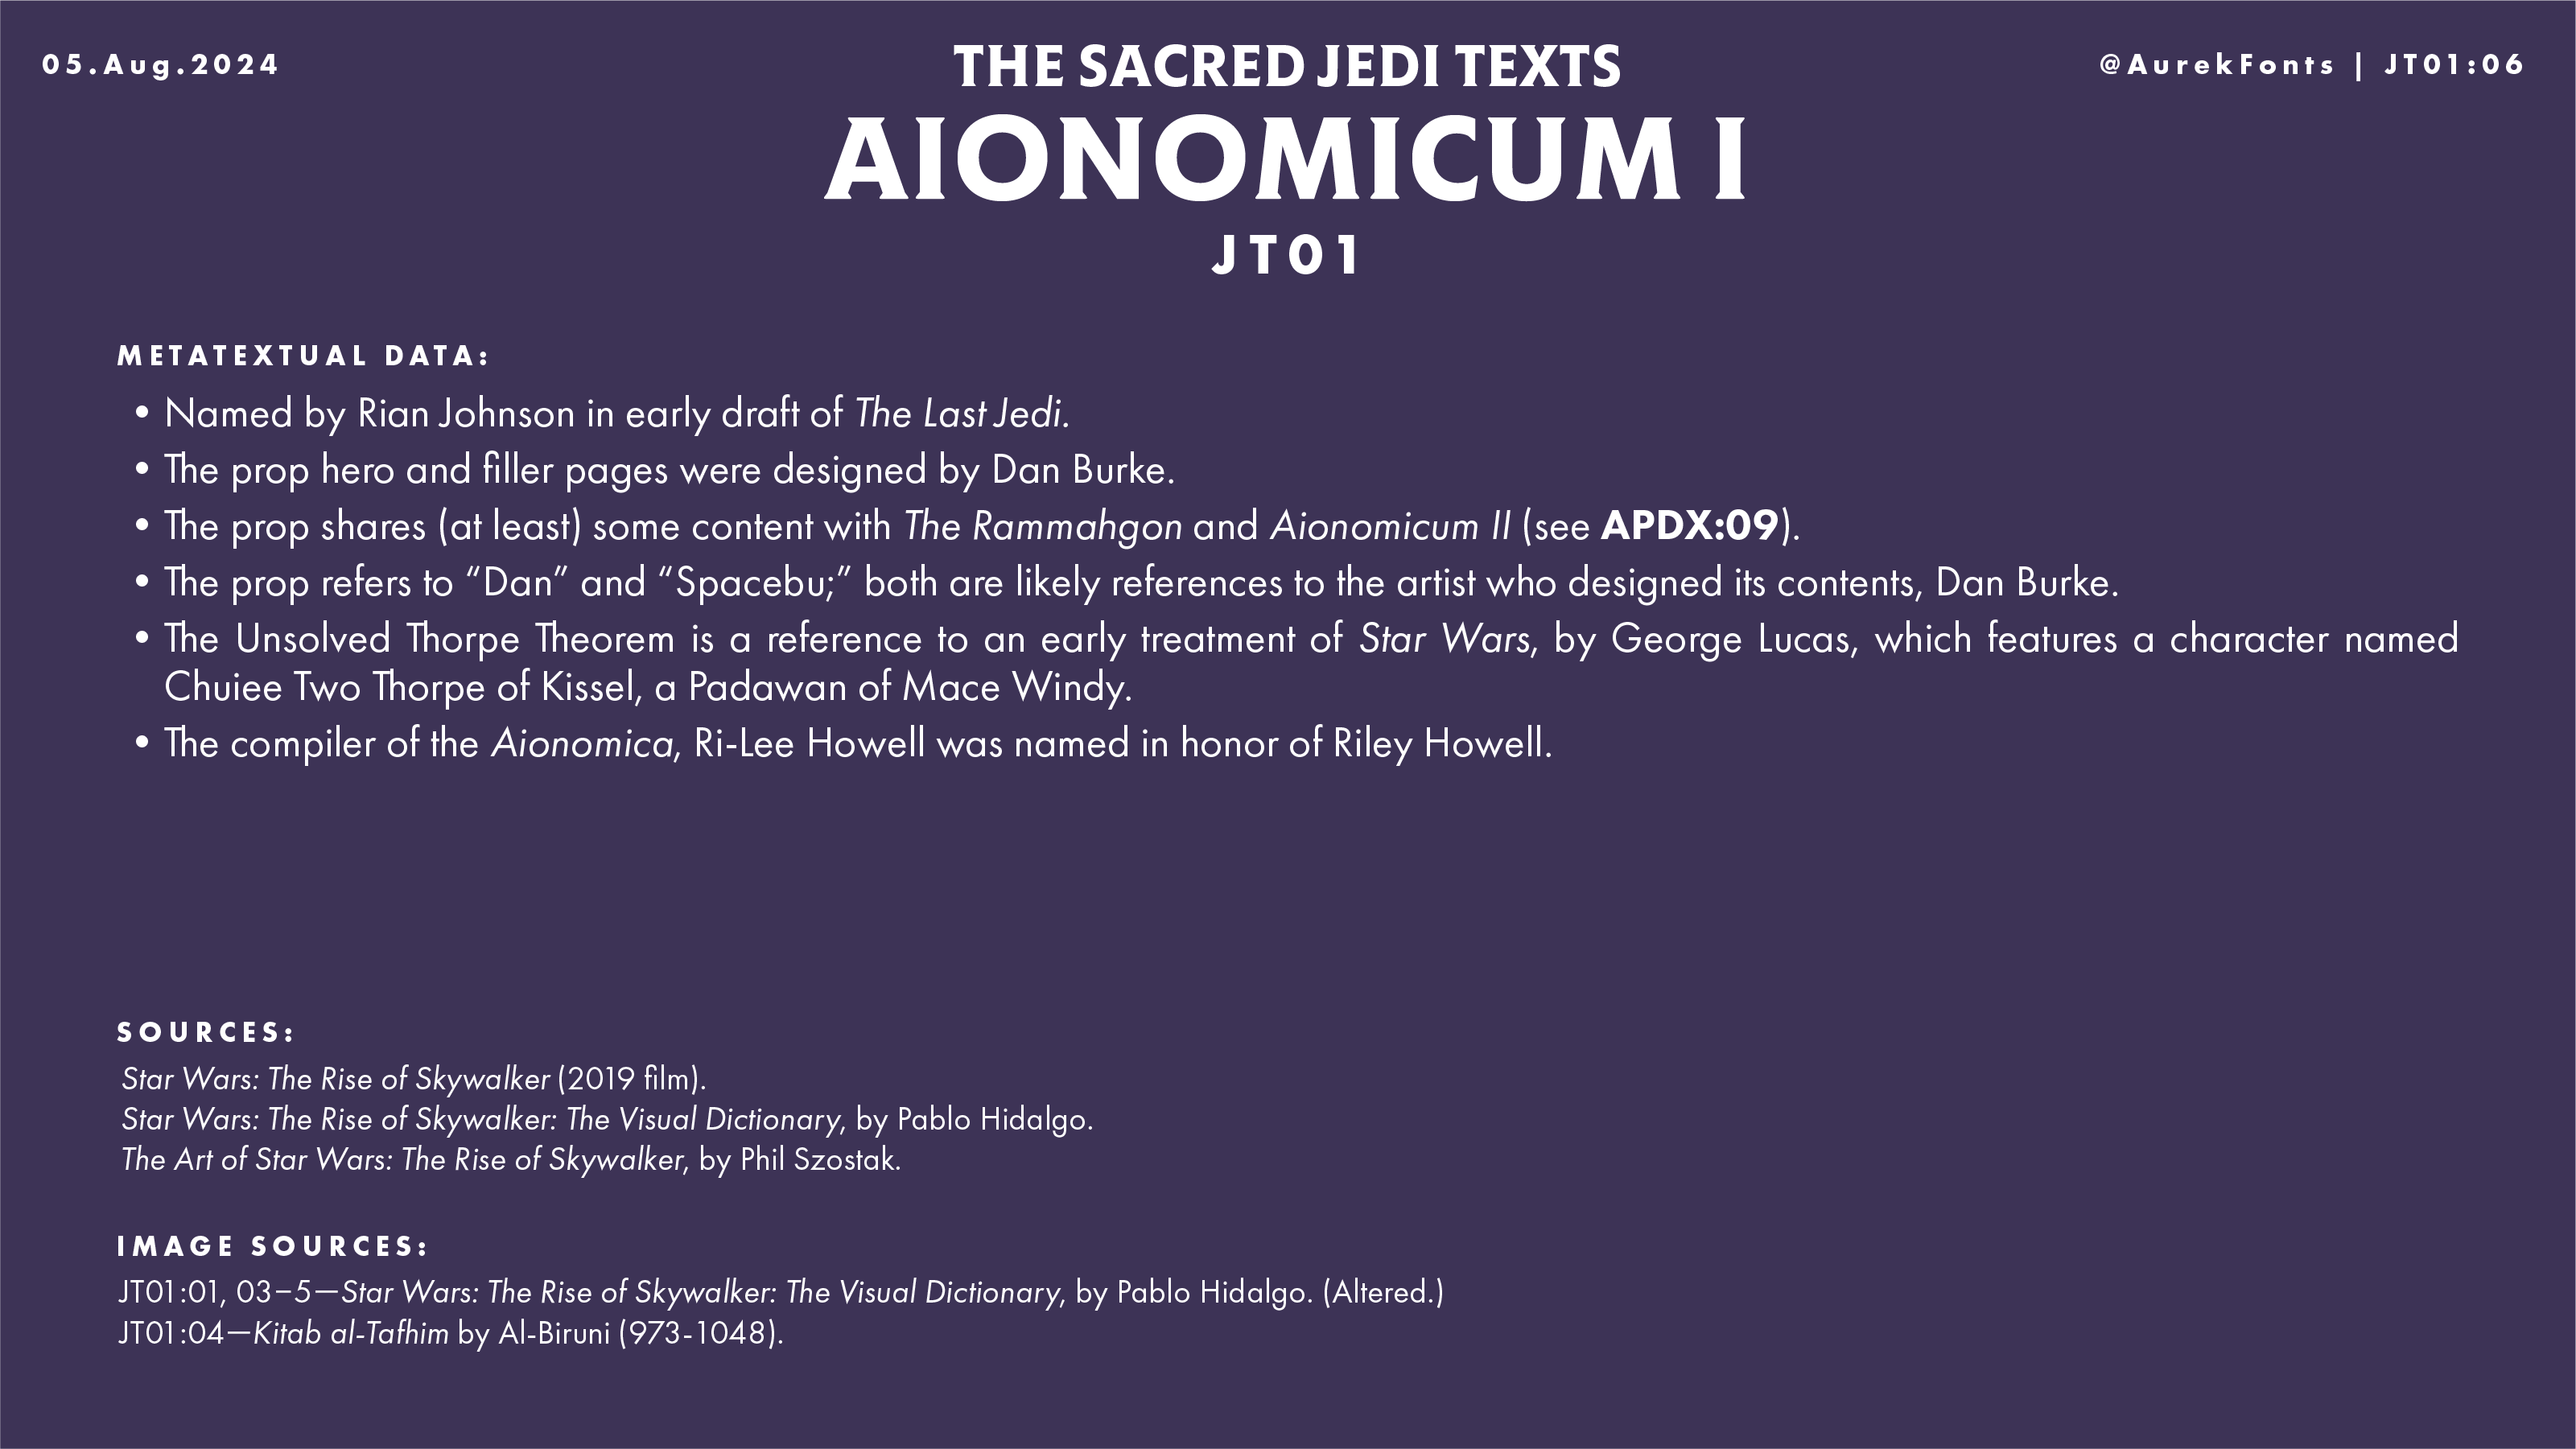 05.Aug.2024
THE SACRED JEDI TEXTS
@AurekFonts | JT01:06
AIONOMICUM I
JT01
METATEXTUAL DATA:
• Named by Rian Johnson in early draft of The Last Jedi.
• The prop hero and filler pages were designed by Dan Burke.
• The prop shares (at least) some content with The Rammahgon and Aionomicum II (see APDX:09).
• The prop refers to “Dan” and “Spacebu;” both are likely references to the artist who designed its contents, Dan Burke.
• The Unsolved Thorpe Theorem is a reference to an early treatment of Star Wars, by George Lucas, which features a character named
Chuiee Two Thorpe of Kissel, a Padawan of Mace Windy.
• The compiler of the Aionomica, Ri-Lee Howell was named in honor of Riley Howell.
SOURCES:
Star Wars: The Rise of Skywalker (2019 film).
Star Wars: The Rise of Skywalker: The Visual Dictionary, by Pablo Hidalgo.
The Art of Star Wars: The Rise of Skywalker, by Phil Szostak.
IMAGE SOURCES:
JT01:01, 03–5—Star Wars: The Rise of Skywalker: The Visual Dictionary, by Pablo Hidalgo. (Altered.)
JT01:04—Kitab al-Tafhim by Al-Biruni (973-1048).